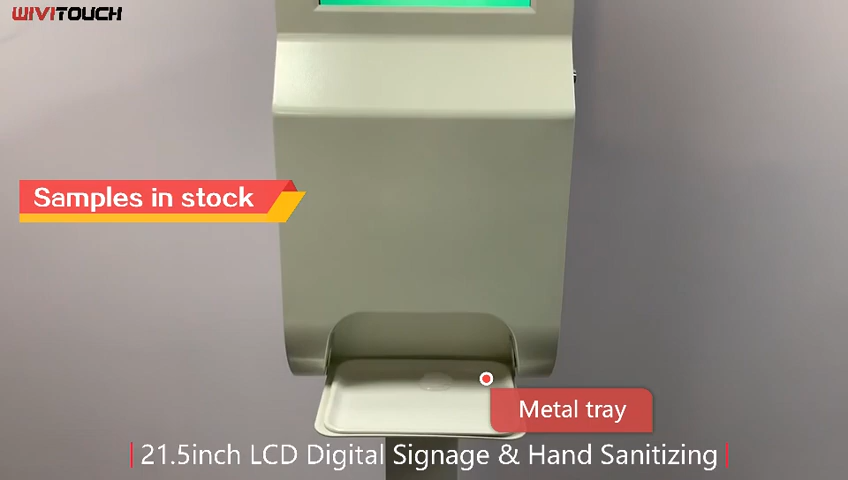 WIVITOUCH
Samples in stock
Metal tray
21.5inch LCD Digital Signage & Hand Sanitizing